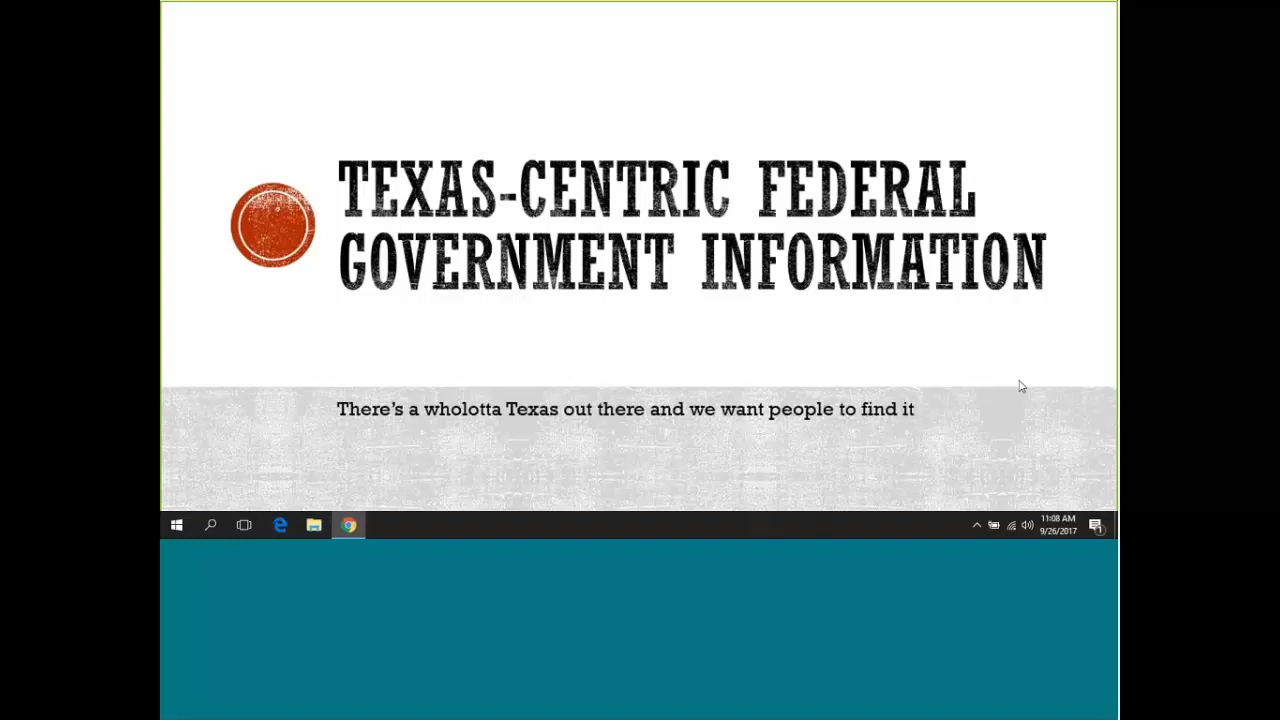 TEXAS-CENTRIC FEDERAL
GOVERNMENT INFORMATION
There's a wholotta Texas out there and we want people to find it
11:08 AM
9/26/2017
1